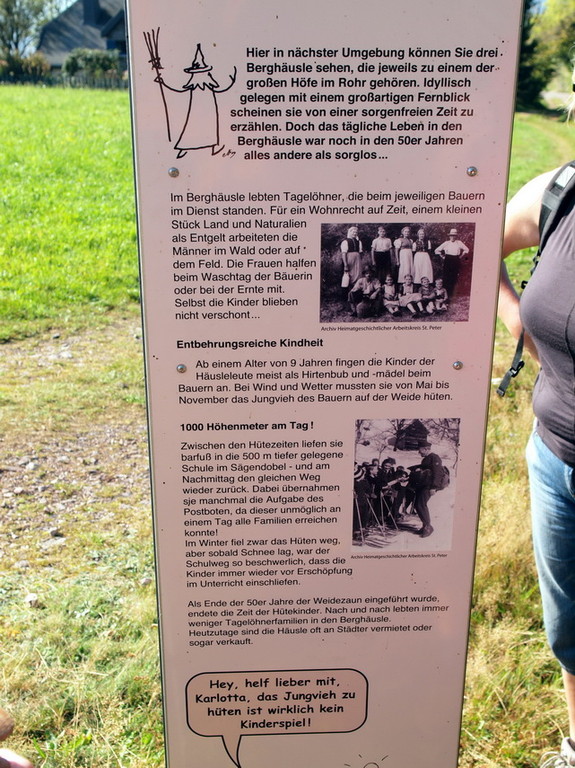 Hier in nächster Umgebung können Sie drei
Berghäusle sehen, die jeweils zu einem der
großen Höfe im Rohr gehören. Idyllisch
gelegen mit einem großartigen Fernblick
scheinen sie von einer sorgenfreien Zeit zu
erzählen. Doch das tägliche Leben in den
Berghäusle war noch in den 50er Jahren
alles andere als sorglos...
Im Berghäusle lebten Tagelöhner, die beim jeweiligen Bauern
im Dienst standen. Für ein Wohnrecht auf Zeit, einem kleinen
Stück Land und Naturalien
als Entgelt arbeiteten die
Männer im Wald oder auf
dem Feld. Die Frauen halfen
beim Waschtag der Bäuerin
oder bei der Ernte mit.
Selbst die Kinder blieben
nicht verschont...
Archiv Heimatgeschichtlicher Arbeitskreis St. Peter
Entbehrungsreiche Kindheit
Ab einem Alter von 9 Jahren fingen die Kinder der
Häusleleute meist als Hirtenbub und -mädel beim
Bauern an. Bei Wind und Wetter mussten sie von Mai bis
November das Jungvieh des Bauern auf der Weide hüten.
1000 Höhenmeter am Tag!
Zwischen den Hütezeiten liefen sie
barfuß in die 500 m tiefer gelegene
Schule im Sägendobel - und am
Nachmittag den gleichen Weg
wieder zurück. Dabei übernahmen
sie manchmal die Aufgabe des
Postboten, da dieser unmöglich an
einem Tag alle Familien erreichen
konnte!
Im Winter fiel zwar das Hüten weg,
aber sobald Schnee lag, war der
Schulweg so beschwerlich, dass die
Kinder immer wieder vor Erschöpfung
im Unterricht einschliefen.
Archiv Heimatgeschichtlicher Arbeitskreis St. Peter
Als Ende der 50er Jahre der Weidezaun eingeführt wurde,
endete die Zeit der Hütekinder. Nach und nach lebten immer
weniger Tagelöhnerfamilien in den Berghäusle.
Heutzutage sind die Häusle oft an Städter vermietet oder
sogar verkauft.
Hey, helf lieber mit,
Karlotta, das Jungvieh zu
hüten ist wirklich kein
Kinderspiel!